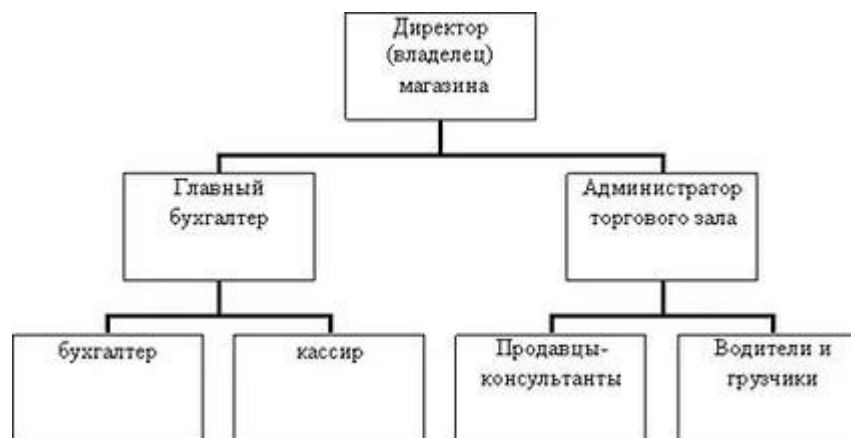 Директор
(владелец)
магазина
Главный
бухгалтер
Администратор
торгового зала
бухгалтер
кассир
Продавцы-
консультанты
Водители и
грузчики